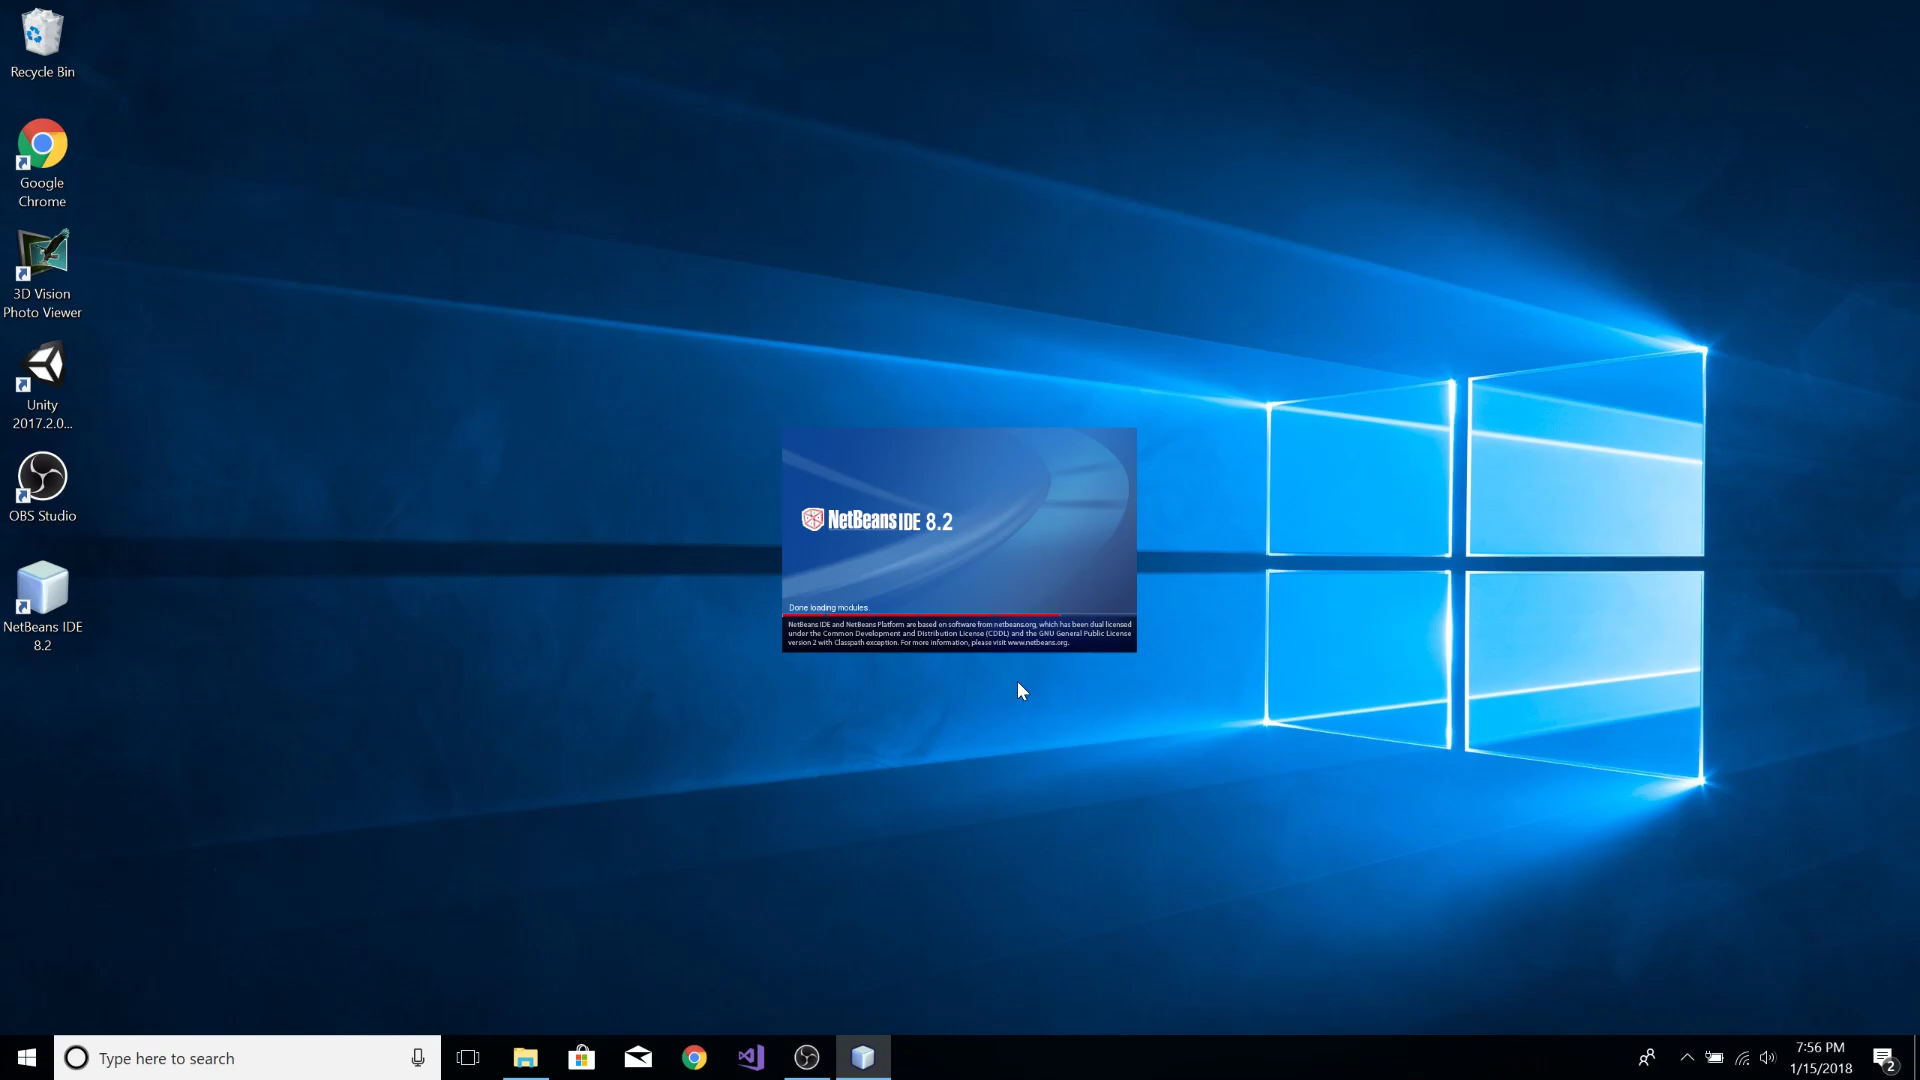 Recycle Bin
Google
Chrome
3D Vision
Photo Viewer
Unity
2017.2.0...
OBS Studio
NetBeans IDE
8.2
NetBeans IDE 8.2
Done loading modules.
NetBeans IDE and NetBeans Platform are based on software from netbeans.org, which has been dual licensed
under the Common Development and Distribution License (CDDL) and the GNU General Public License
version 2 with Classpath exception. For more information, please visit www.netbeans.org.
Type here to search
7:56 PM
1/15/2018
2